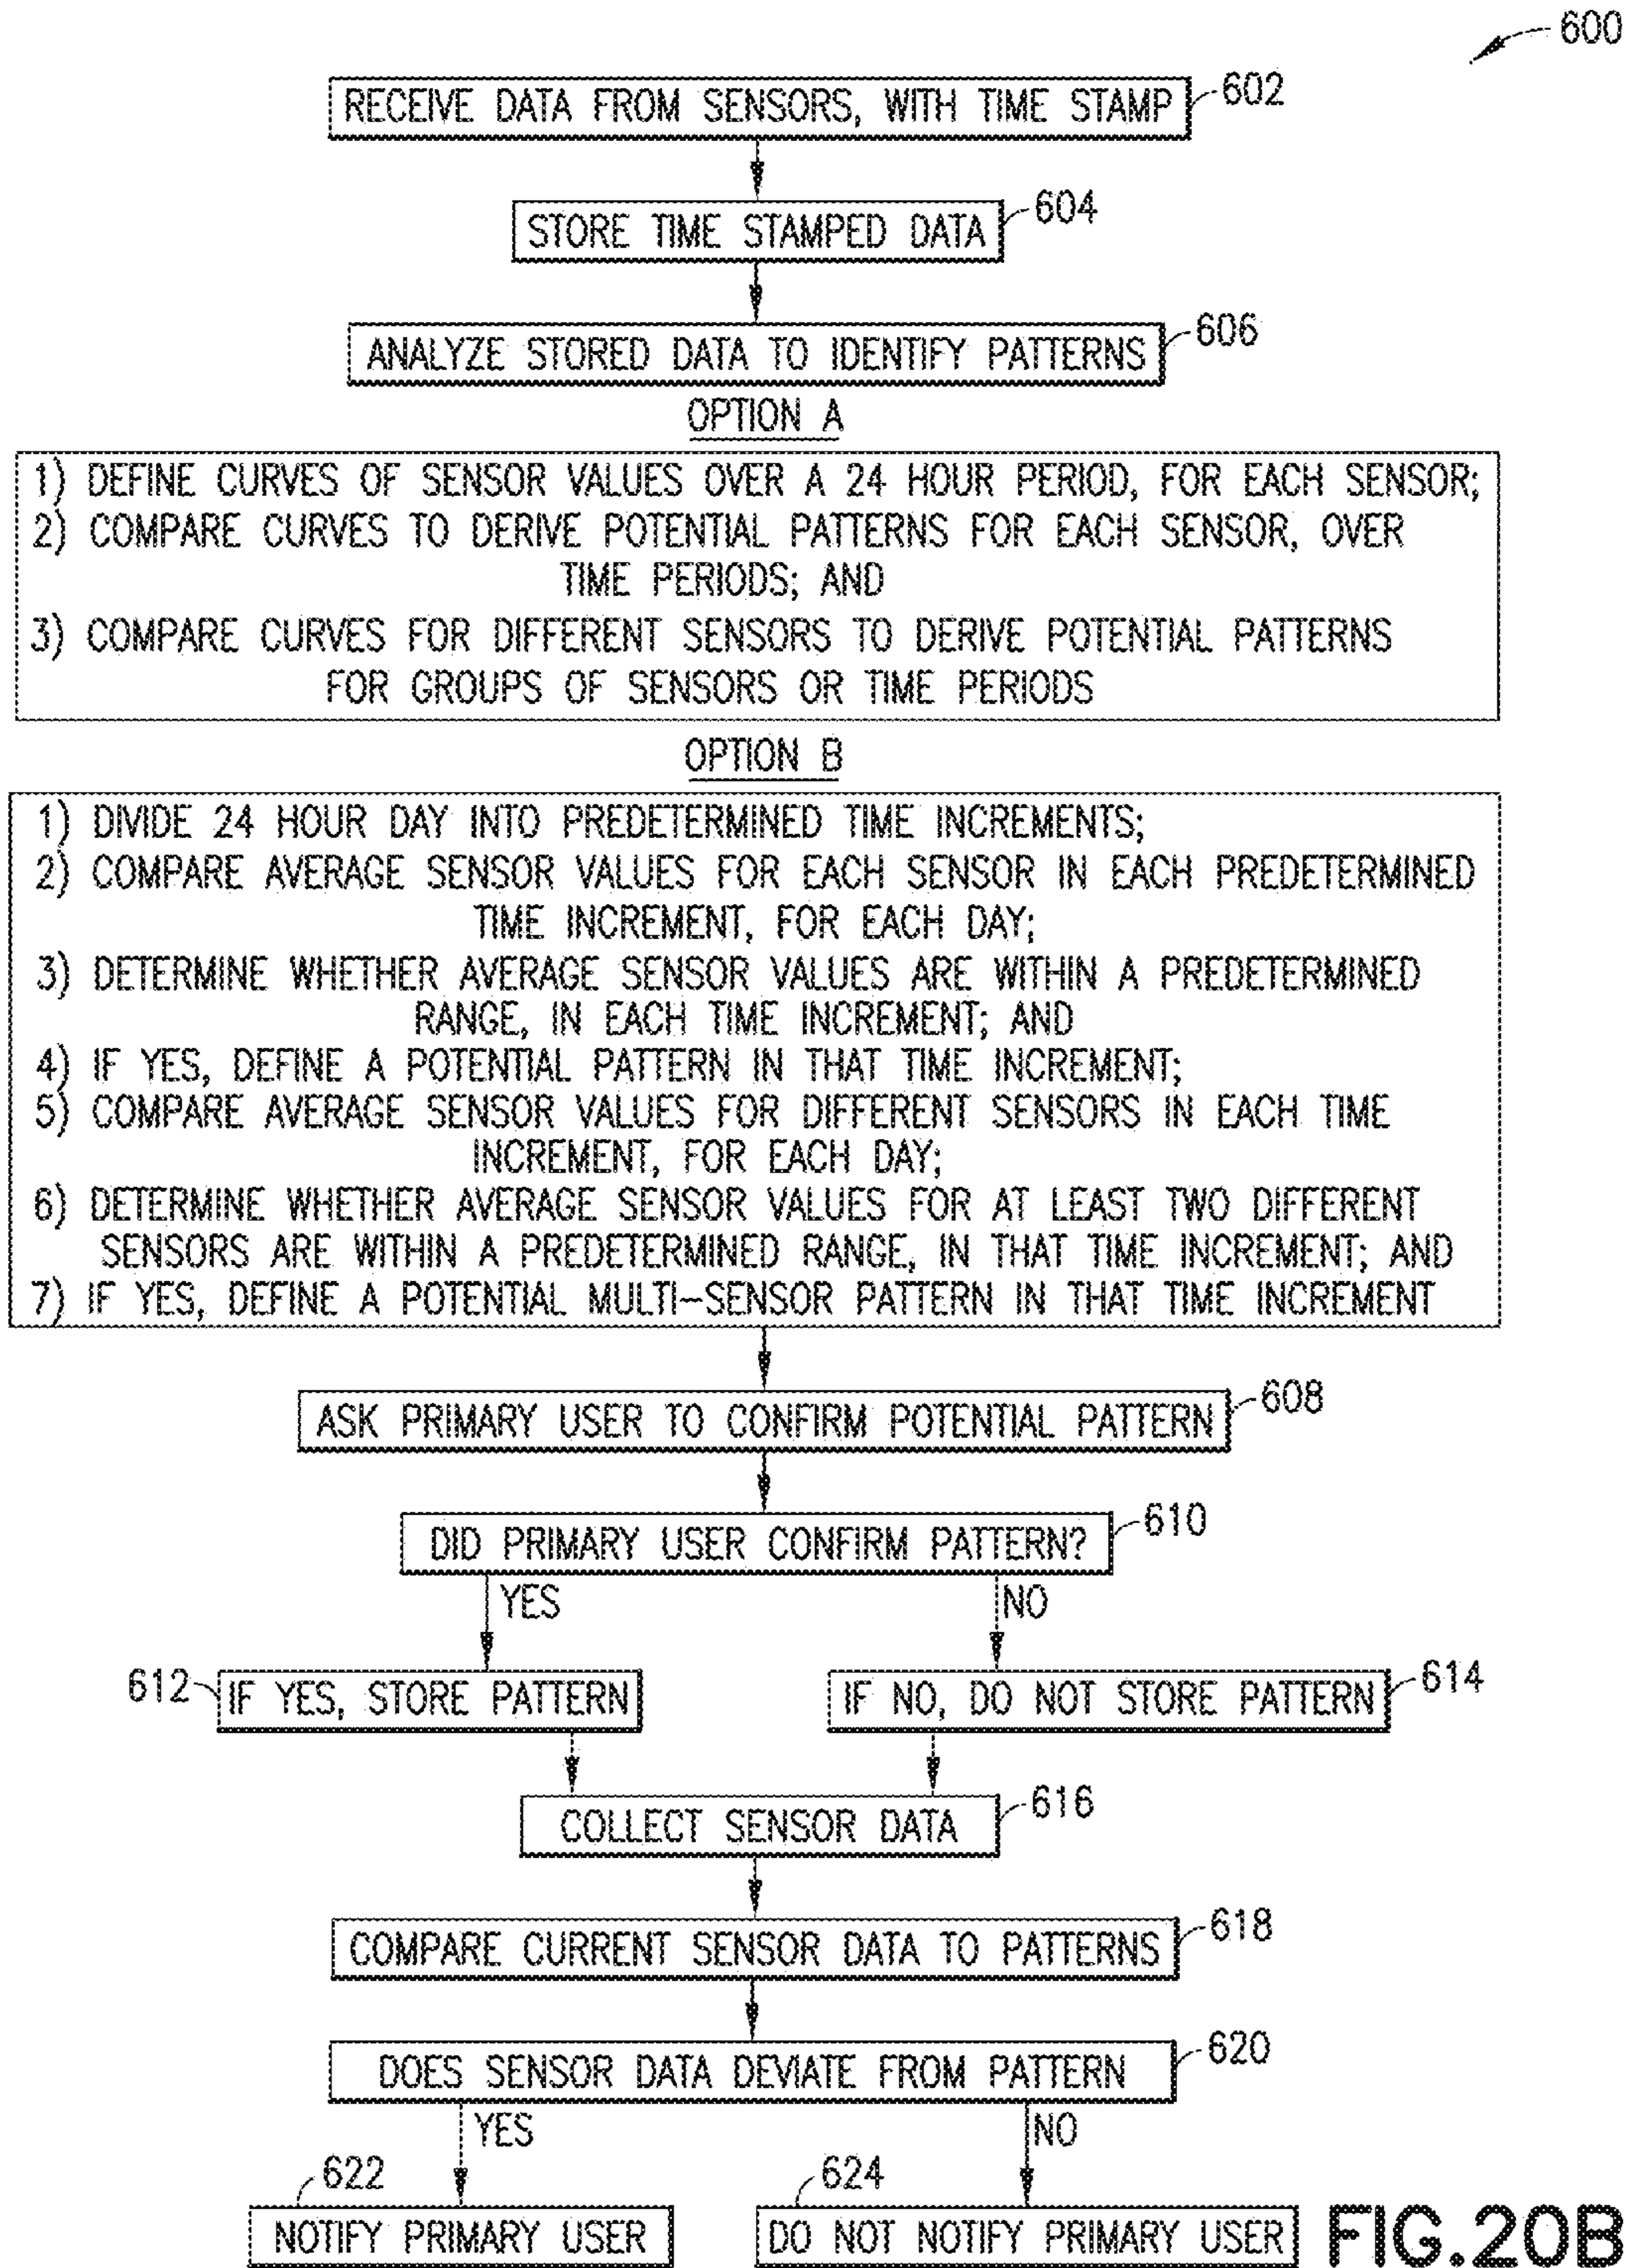 600
RECEIVE DATA FROM SENSORS, WITH TIME STAMP
602
STORE TIME STAMPED DATA
604
ANALYZE STORED DATA TO IDENTIFY PATTERNS
606
OPTION A
1) DEFINE CURVES OF SENSOR VALUES OVER A 24 HOUR PERIOD, FOR EACH SENSOR;
2) COMPARE CURVES TO DERIVE POTENTIAL PATTERNS FOR EACH SENSOR, OVER
TIME PERIODS; AND
3) COMPARE CURVES FOR DIFFERENT SENSORS TO DERIVE POTENTIAL PATTERNS
FOR GROUPS OF SENSORS OR TIME PERIODS
OPTION B
1) DIVIDE 24 HOUR DAY INTO PREDETERMINED TIME INCREMENTS;
2) COMPARE AVERAGE SENSOR VALUES FOR EACH SENSOR IN EACH PREDETERMINED
TIME INCREMENT, FOR EACH DAY;
3) DETERMINE WHETHER AVERAGE SENSOR VALUES ARE WITHIN A PREDETERMINED
RANGE, IN EACH TIME INCREMENT; AND
4) IF YES, DEFINE A POTENTIAL PATTERN IN THAT TIME INCREMENT;
5) COMPARE AVERAGE SENSOR VALUES FOR DIFFERENT SENSORS IN EACH TIME
INCREMENT, FOR EACH DAY;
6) DETERMINE WHETHER AVERAGE SENSOR VALUES FOR AT LEAST TWO DIFFERENT
SENSORS ARE WITHIN A PREDETERMINED RANGE, IN THAT TIME INCREMENT; AND
7) IF YES, DEFINE A POTENTIAL MULTI-SENSOR PATTERN IN THAT TIME INCREMENT
ASK PRIMARY USER TO CONFIRM POTENTIAL PATTERN
608
DID PRIMARY USER CONFIRM PATTERN?
610
YES
NO
612
IF YES, STORE PATTERN
IF NO, DO NOT STORE PATTERN
614
COLLECT SENSOR DATA
616
COMPARE CURRENT SENSOR DATA TO PATTERNS
618
DOES SENSOR DATA DEVIATE FROM PATTERN
620
YES
NO
622
624
NOTIFY PRIMARY USER
DO NOT NOTIFY PRIMARY USER
FIG.20B